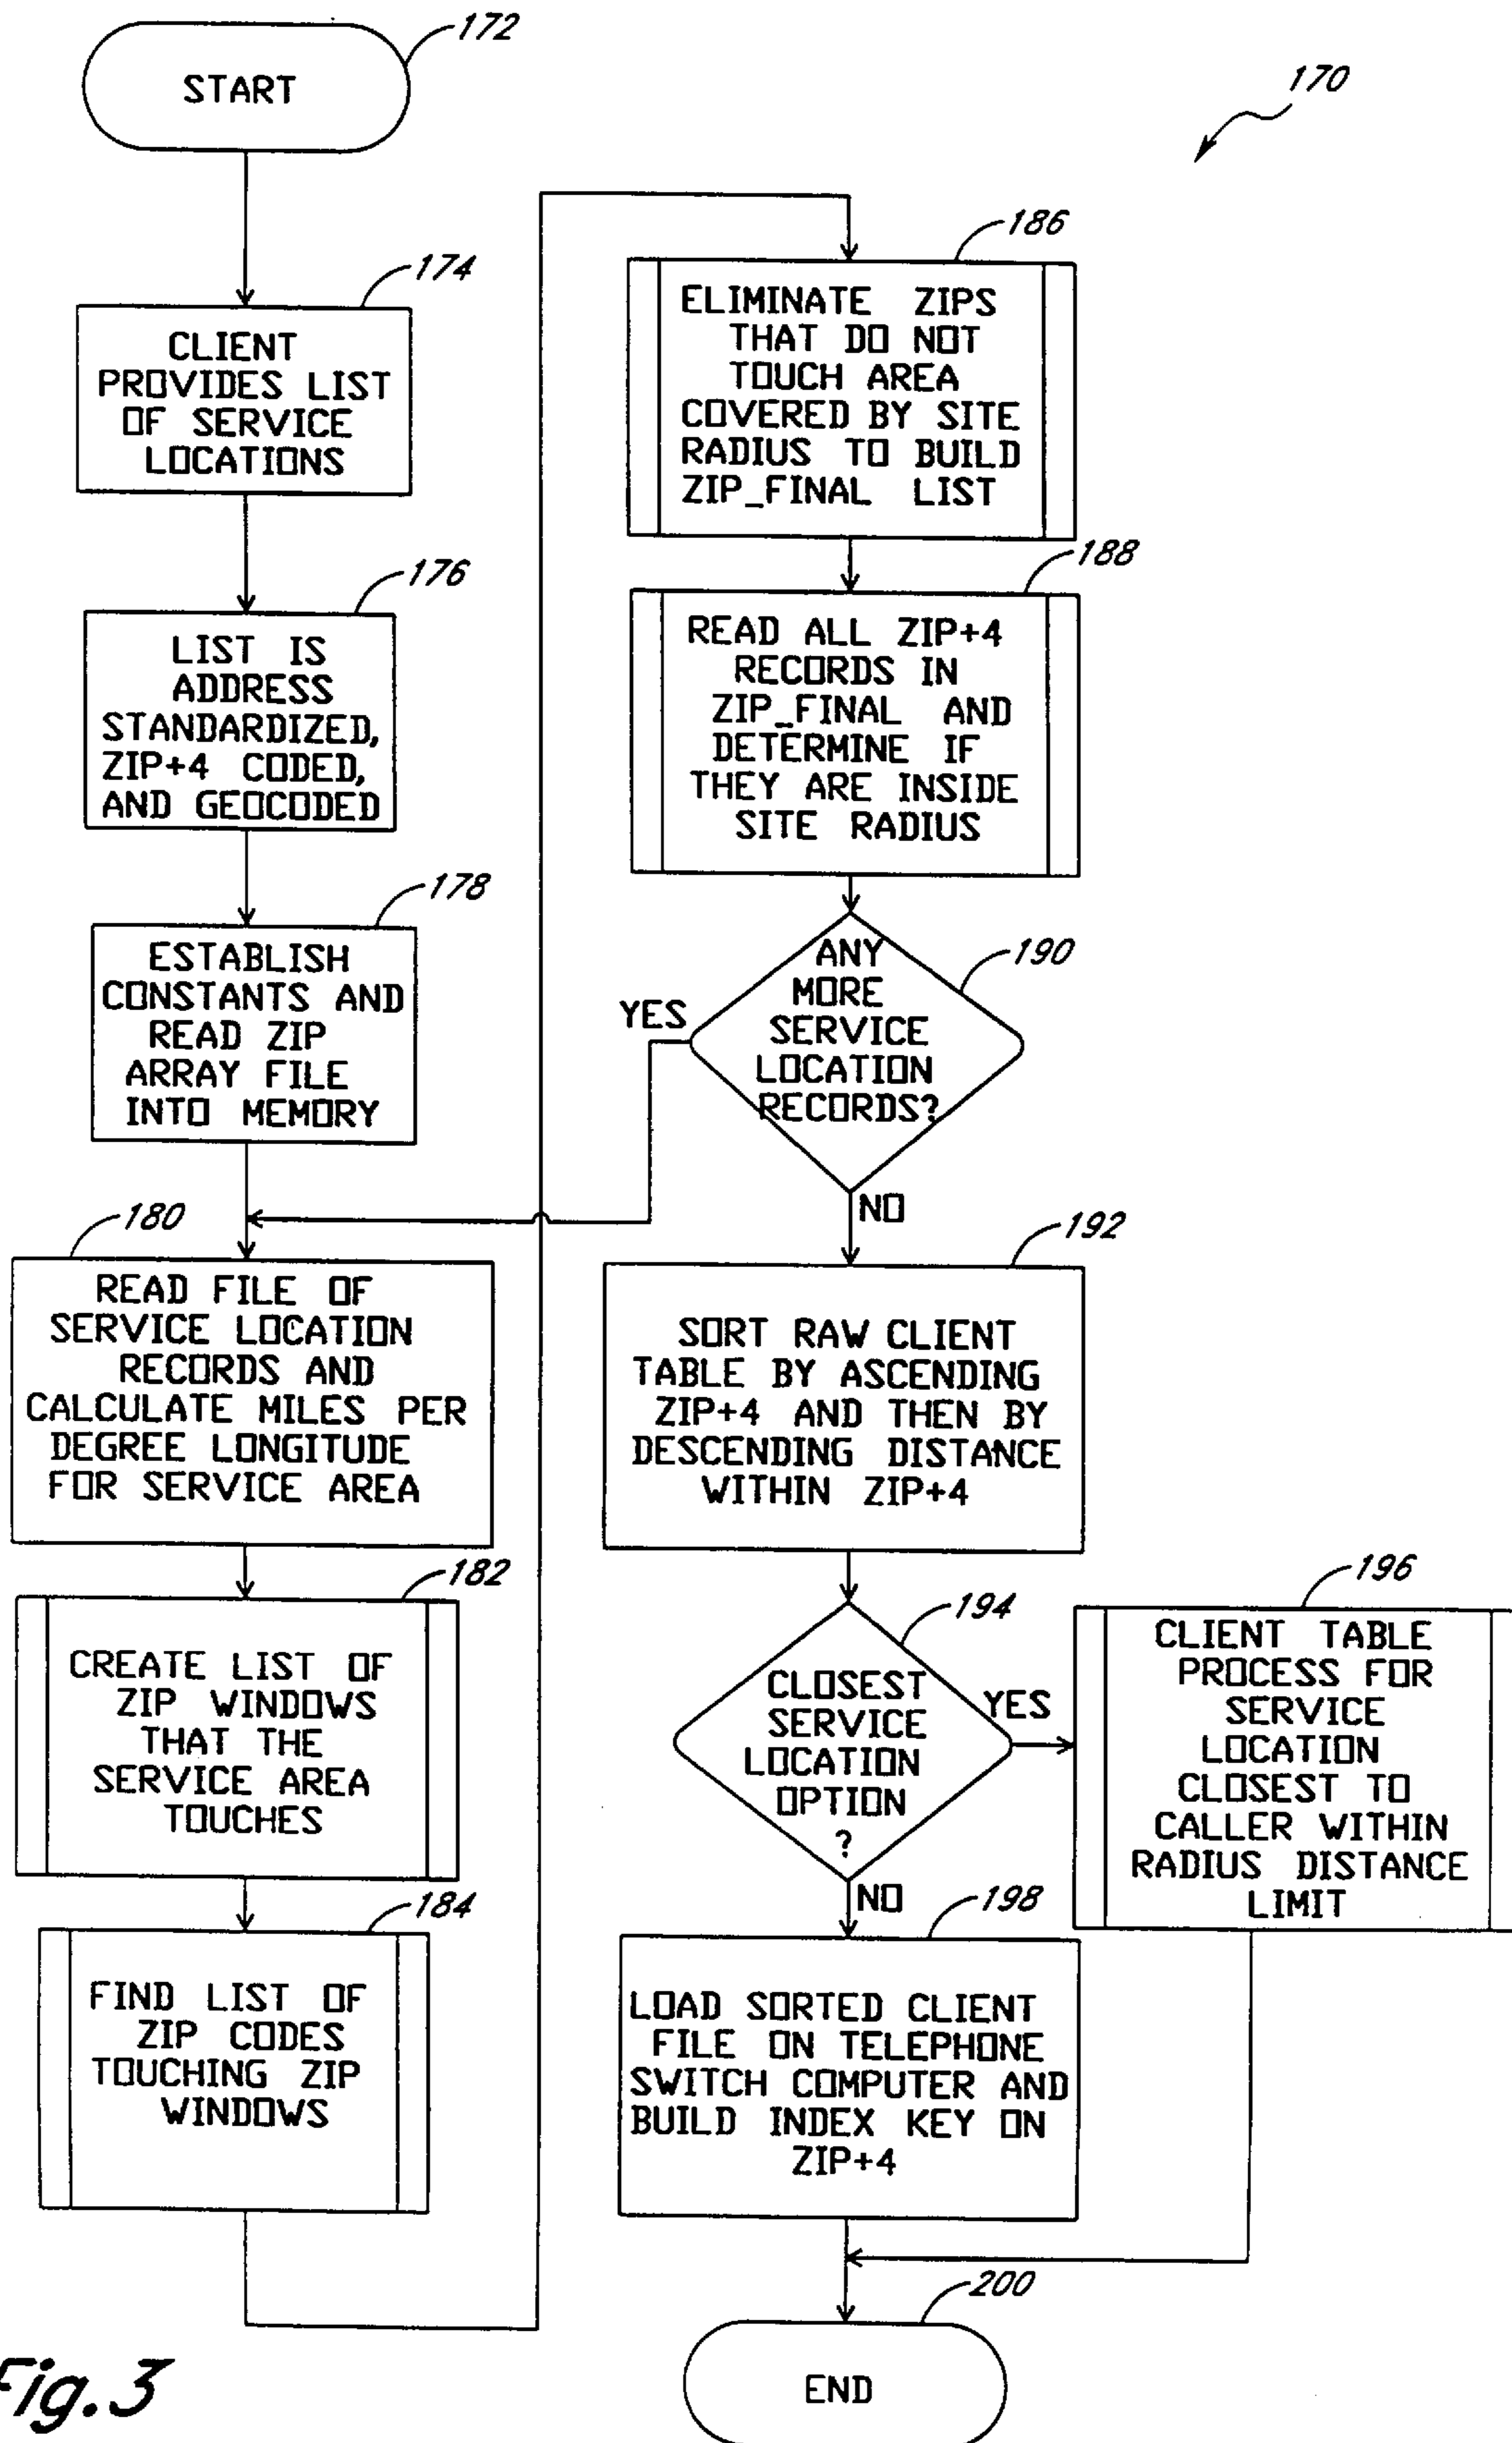 172
START
170
174
CLIENT
PROVIDES LIST
OF SERVICE
LOCATIONS
176
LIST IS
ADDRESS
STANDARDIZED,
ZIP+4 CODED,
AND GEOCODED
178
ESTABLISH
CONSTANTS AND
READ ZIP
ARRAY FILE
INTO MEMORY
180
READ FILE OF
SERVICE LOCATION
RECORDS AND
CALCULATE MILES PER
DEGREE LONGITUDE
FOR SERVICE AREA
182
CREATE LIST OF
ZIP WINDOWS
THAT THE
SERVICE AREA
TOUCHES
184
FIND LIST OF
ZIP CODES
TOUCHING ZIP
WINDOWS
186
ELIMINATE ZIPS
THAT DO NOT
TOUCH AREA
COVERED BY SITE
RADIUS TO BUILD
ZIP_FINAL LIST
188
READ ALL ZIP+4
RECORDS IN
ZIP_FINAL AND
DETERMINE IF
THEY ARE INSIDE
SITE RADIUS
190
ANY
MORE
SERVICE
LOCATION
RECORDS?
YES
NO
192
SORT RAW CLIENT
TABLE BY ASCENDING
ZIP+4 AND THEN BY
DESCENDING DISTANCE
WITHIN ZIP+4
194
CLOSEST
SERVICE
LOCATION
OPTION
?
YES
NO
196
CLIENT TABLE
PROCESS FOR
SERVICE
LOCATION
CLOSEST TO
CALLER WITHIN
RADIUS DISTANCE
LIMIT
198
LOAD SORTED CLIENT
FILE ON TELEPHONE
SWITCH COMPUTER AND
BUILD INDEX KEY ON
ZIP+4
200
END
Fig.3